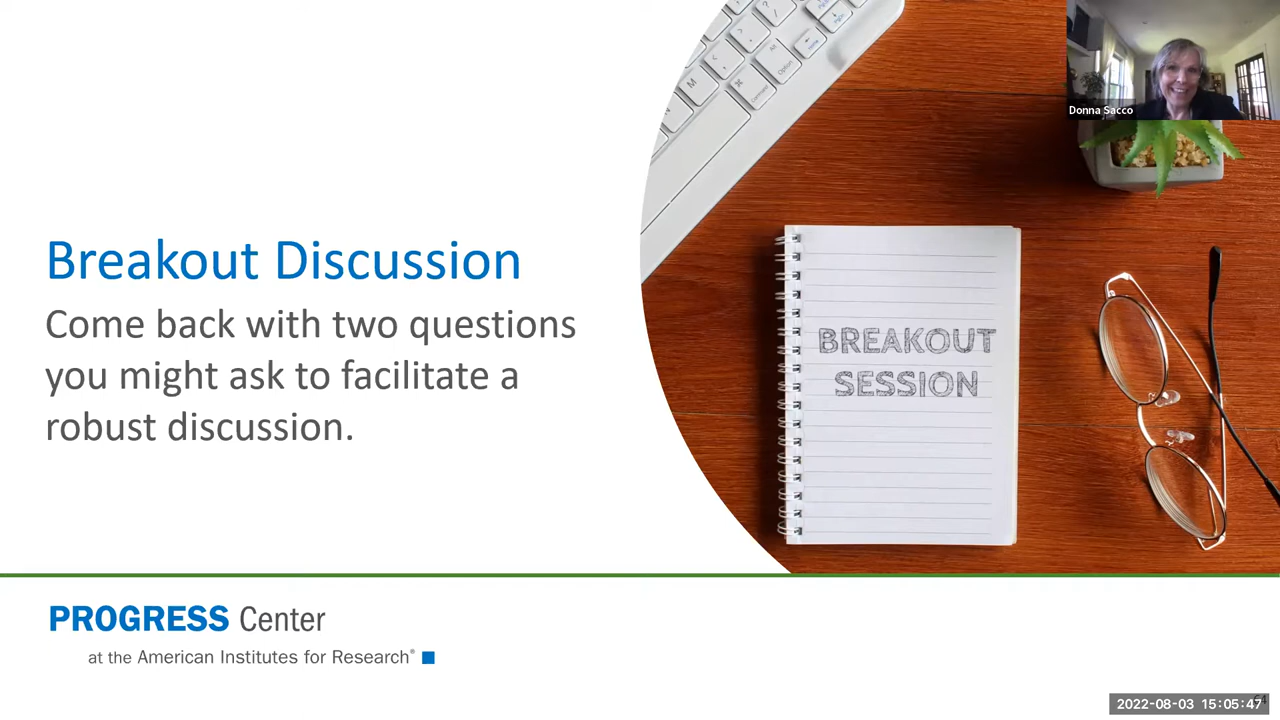 Donna Sacco
Breakout Discussion
Come back with two questions
you might ask to facilitate a
robust discussion.
BREAKOUT
SESSION
PROGRESS Center
at the American Institutes for Research®
2022-08-03 15:05:47